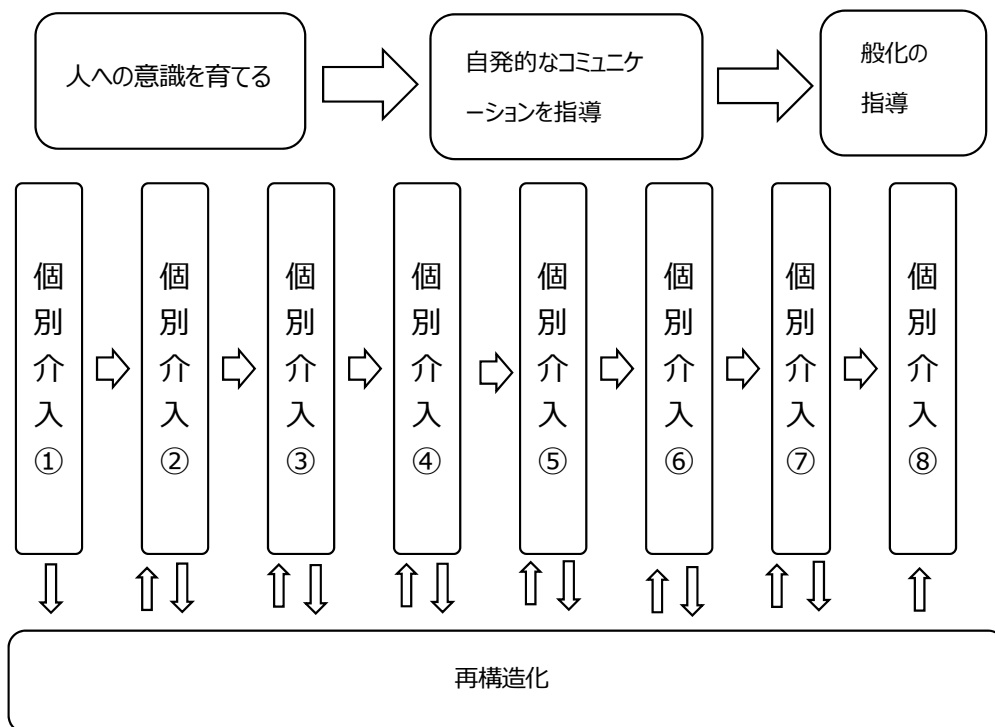 人への意識を育てる
自発的なコミュニケ
ーションを指導
般化の
指導
個別介入①
個別介入②
個別介入③
個別介入④
個別介入⑤
個別介入⑥
個別介入⑦
個別介入⑧
再構造化